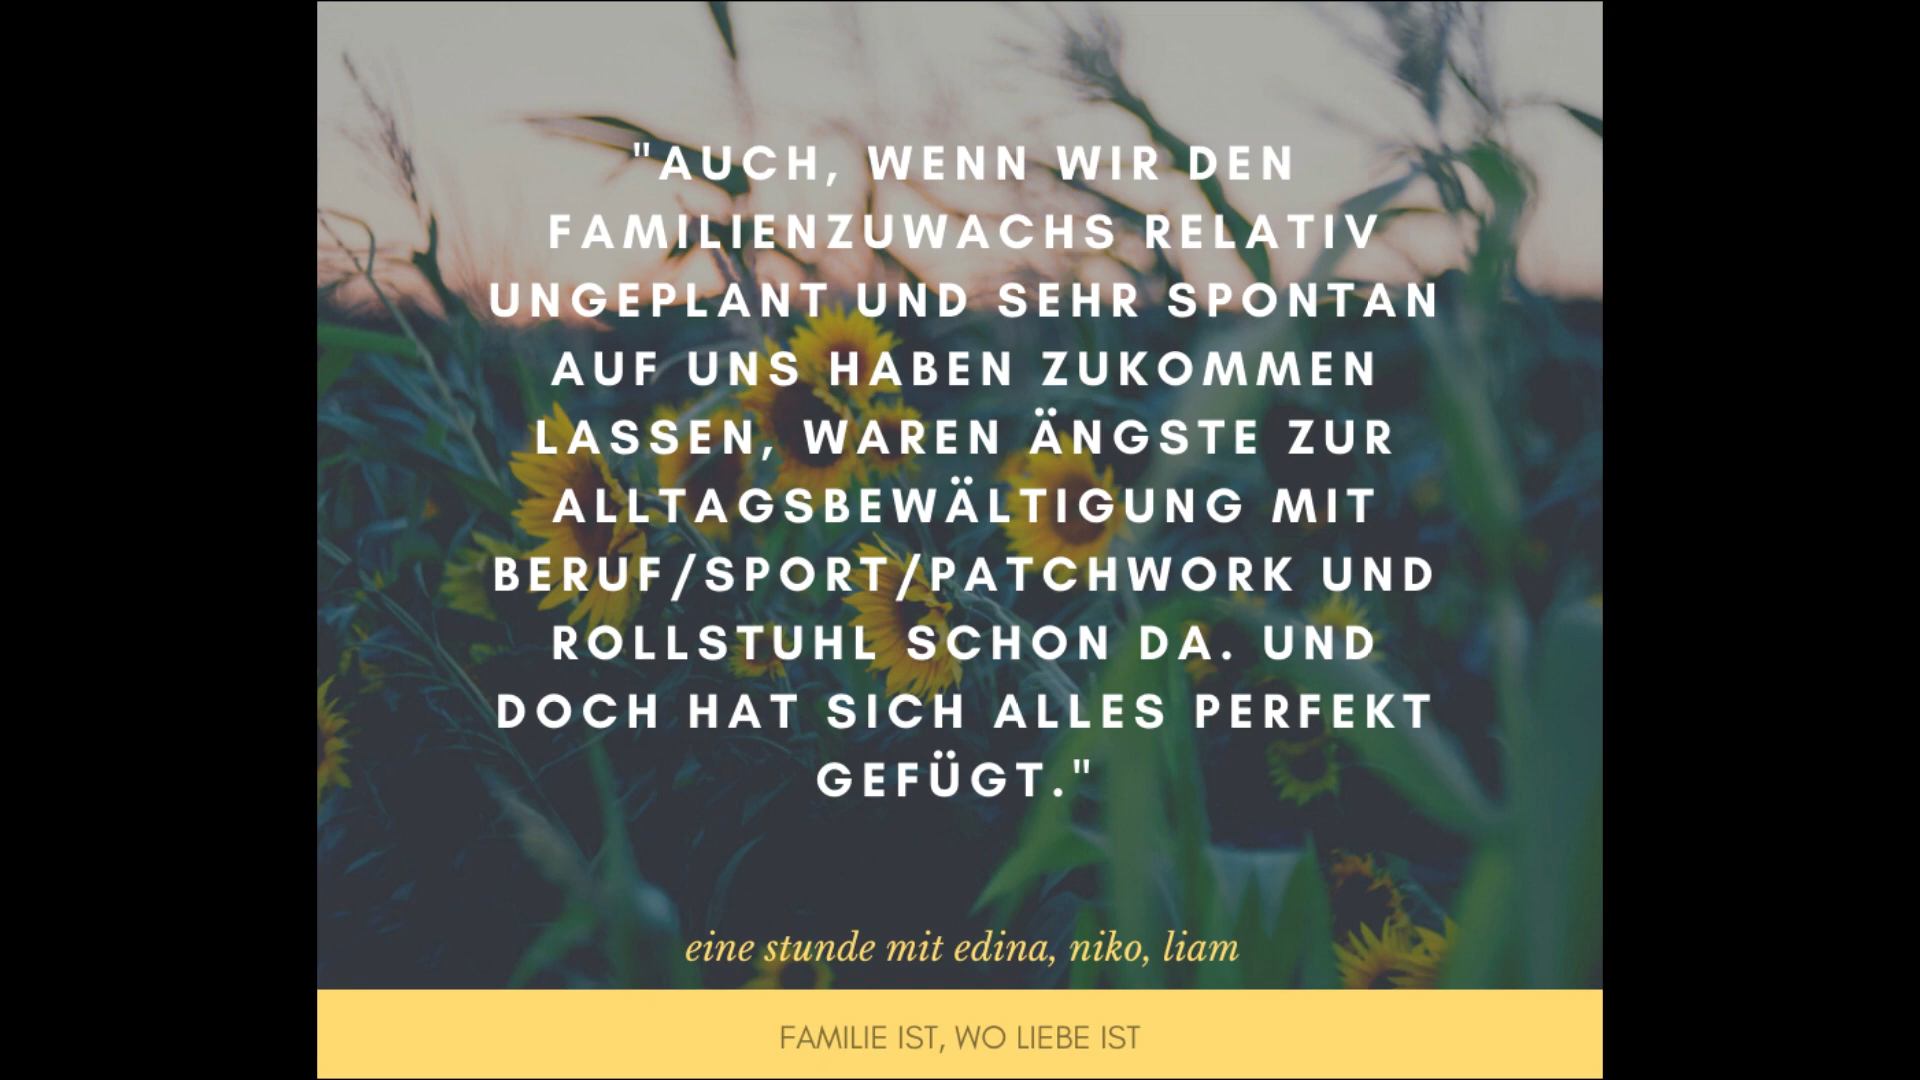 "AUCH, WENN WIR DEN
FAMILIENZUWACHS RELATIV
UNGEPLANT UND SEHR SPONTAN
AUF UNS HABEN ZUKOMMEN
LASSEN, WAREN ÄNGSTE ZUR
ALLTAGSBEWÄLTIGUNG MIT
BERUF/SPORT/PATCHWORK UND
ROLLSTUHL SCHON DA. UND
DOCH HAT SICH ALLES PERFEKT
GEFÜGT."
eine stunde mit edina, niko, liam
FAMILIE IST, WO LIEBE IST